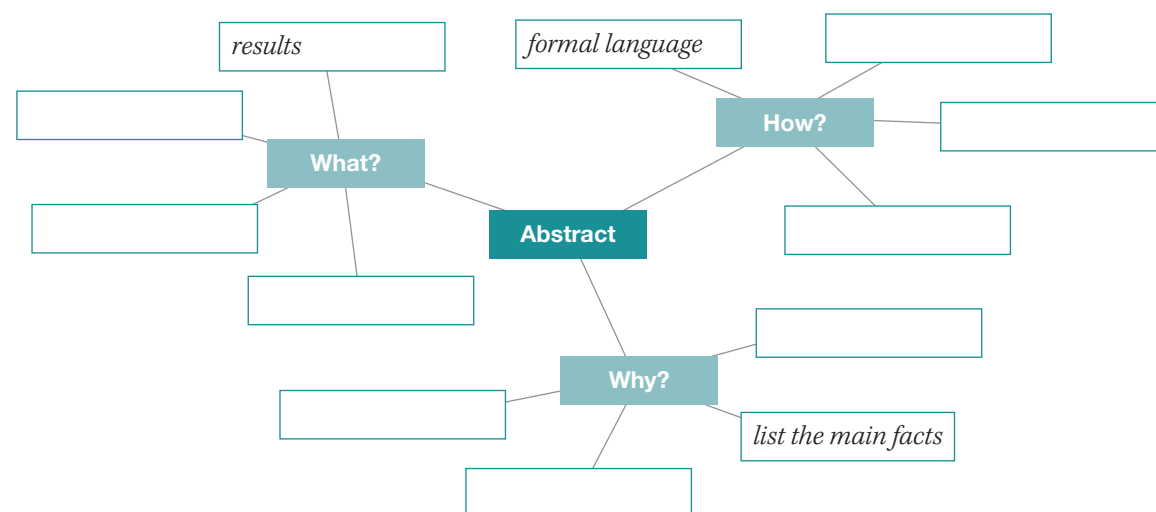 results
formal language
How?
What?
Abstract
Why?
list the main facts